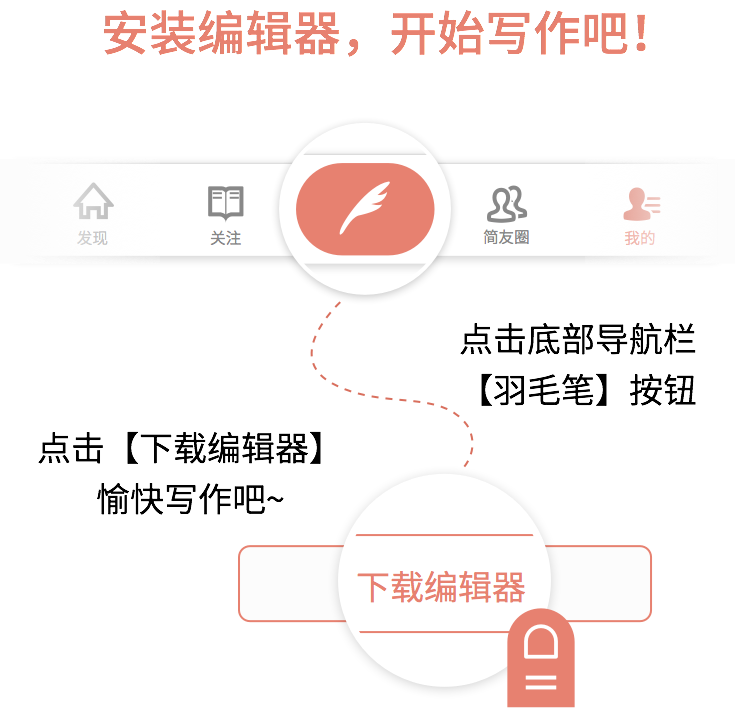 安装编辑器，开始写作吧！
发现
关注
简友圈
我的
点击底部导航栏
【羽毛笔】按钮
点击【下载编辑器】
愉快写作吧~
下载编辑器